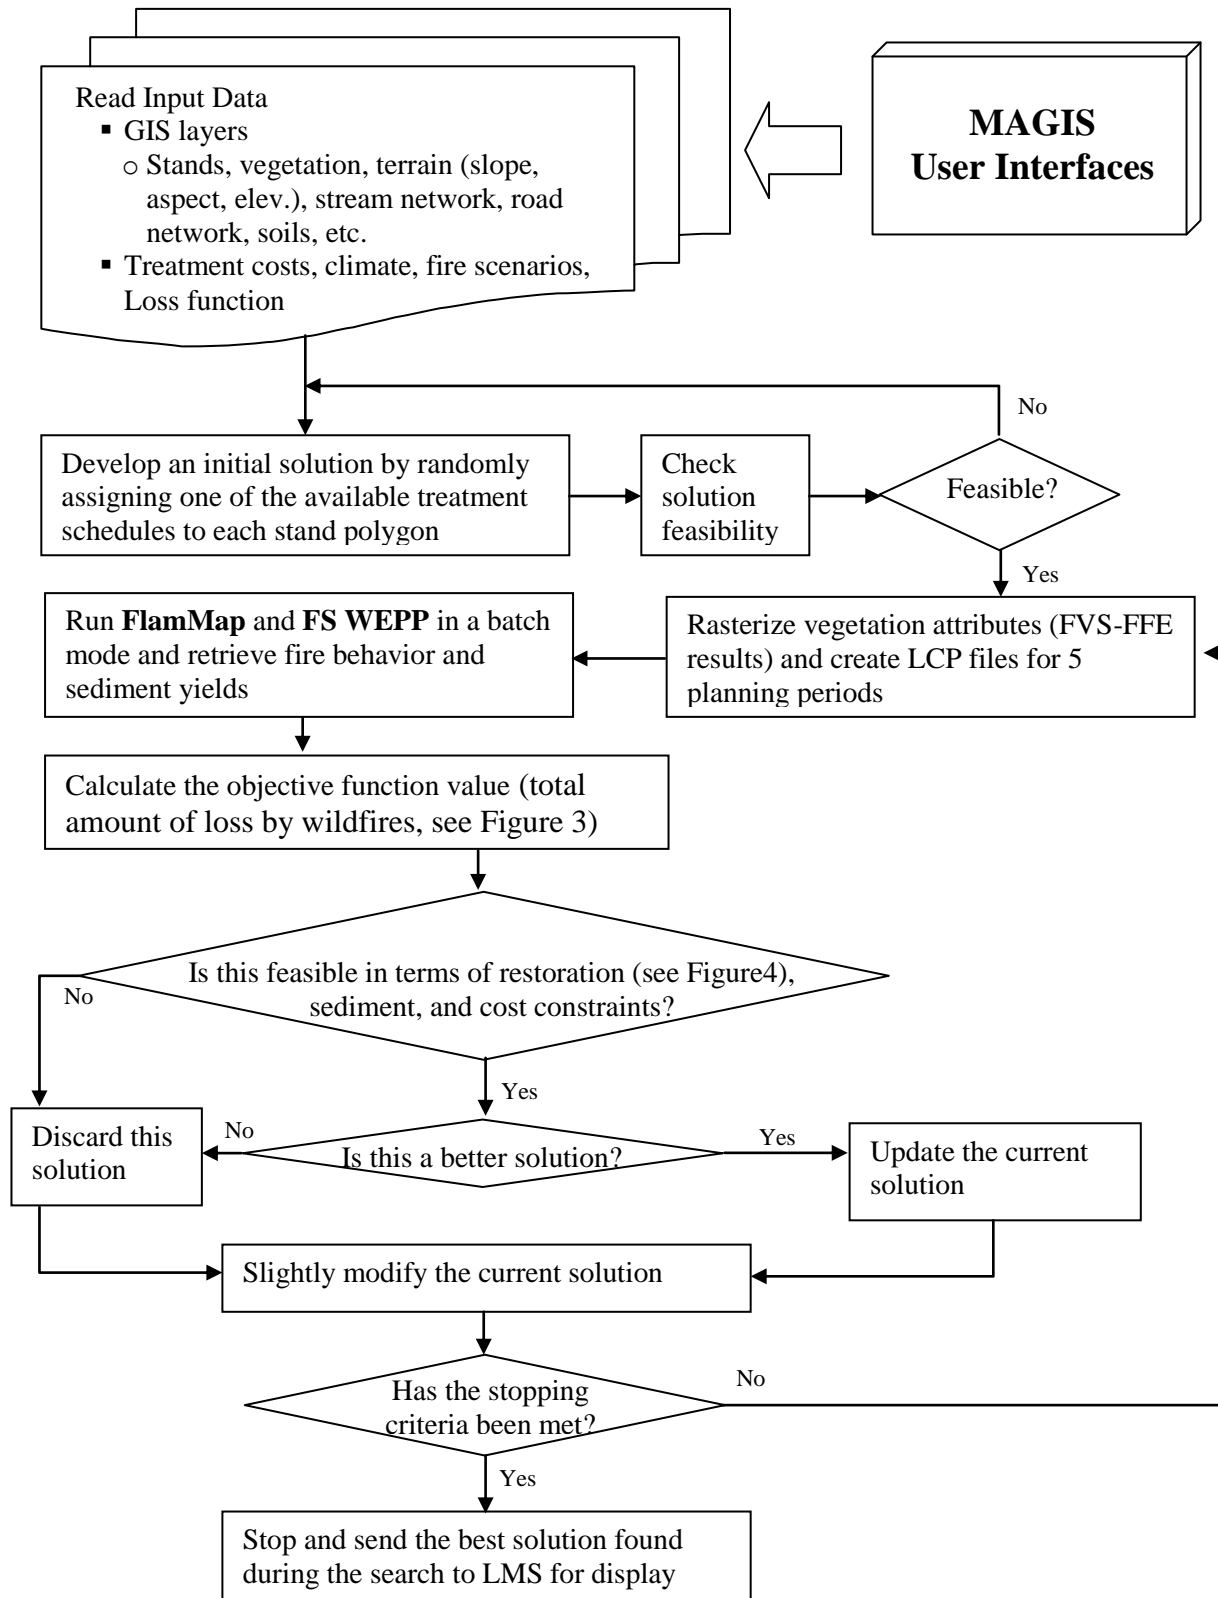 Read Input Data
▪ GIS layers
o Stands, vegetation, terrain (slope,
aspect, elev.), stream network, road
network, soils, etc.
▪ Treatment costs, climate, fire scenarios,
Loss function
MAGIS
User Interfaces
No
Develop an initial solution by randomly
assigning one of the available treatment
schedules to each stand polygon
Check
solution
feasibility
Feasible?
Yes
Run FlamMap and FS WEPP in a batch
mode and retrieve fire behavior and
sediment yields
Rasterize vegetation attributes (FVS-FFE
results) and create LCP files for 5
planning periods
Calculate the objective function value (total
amount of loss by wildfires, see Figure 3)
Is this feasible in terms of restoration (see Figure4),
sediment, and cost constraints?
No
Yes
Discard this
solution
No
Is this a better solution?
Yes
Update the current
solution
Slightly modify the current solution
Has the stopping
criteria been met?
No
Yes
Stop and send the best solution found
during the search to LMS for display